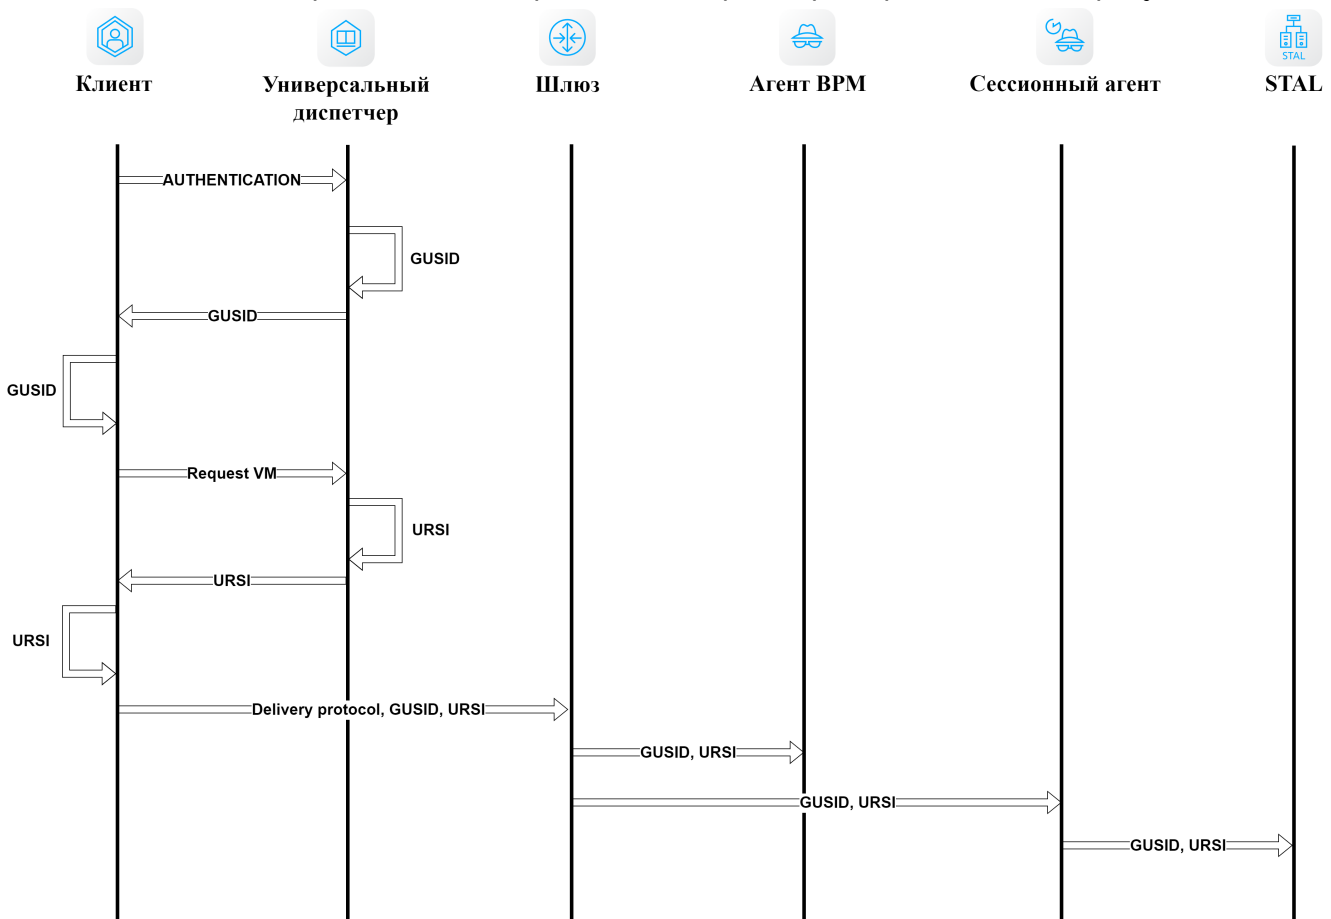 STAL
Клиент
Универсальный
диспетчер
Шлюз
Агент BPM
Сессионный агент
STAL
AUTHENTICATION
GUSID
GUSID
GUSID
Request VM
URSI
URSI
URSI
Delivery protocol, GUSID, URSI
GUSID, URSI
GUSID, URSI
GUSID, URSI